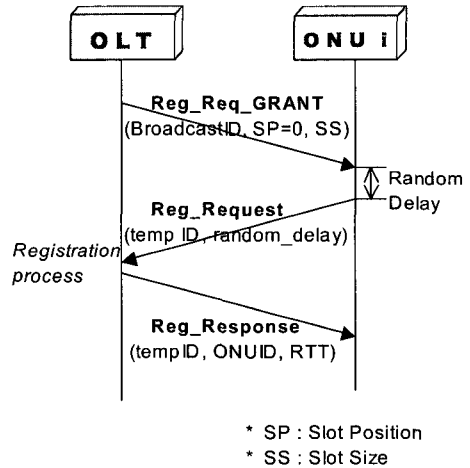 OLT
ONU i
Reg_Req_GRANT
(BroadcastID, SP=0, SS)
Random
Delay
Reg_Request
(temp ID, random_delay)
Registration
process
Reg_Response
(tempID, ONUID, RTT)
* SP : Slot Position
* SS : Slot Size